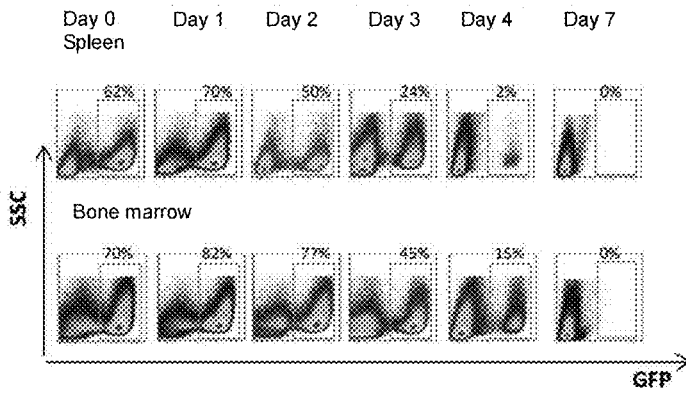 Day 0 Day 1 Day 2 Day 3 Day 4 Day 7
Spleen
62% 70% 50% 24% 2% 0%
SSC
Bone marrow
70% 82% 77% 45% 15% 0%
GFP